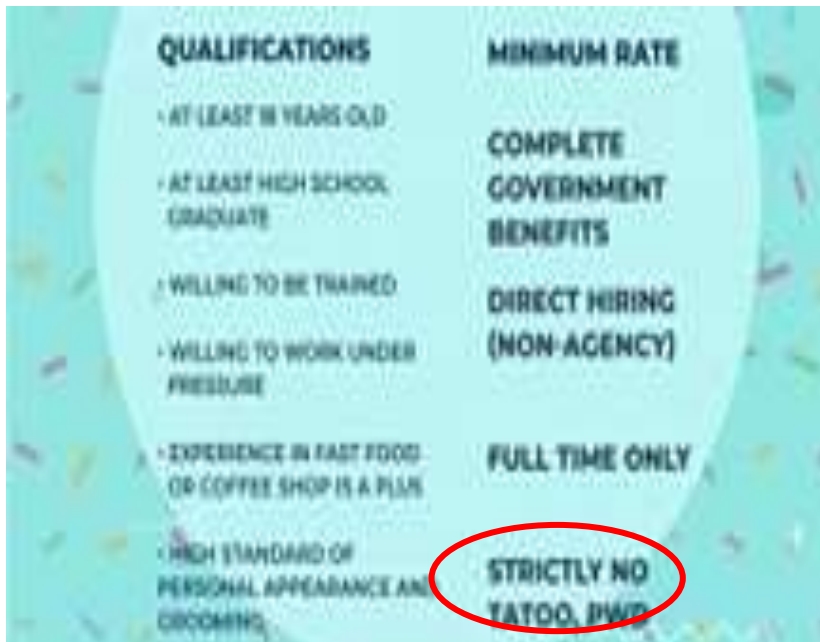 QUALIFICATIONS
· AT LEAST 18 YEARS OLD
· AT LEAST HIGH SCHOOL
GRADUATE
· WILLING TO BE TRAINED
· WILLING TO WORK UNDER
PRESSURE
· EXPERIENCE IN FAST FOOD
OR COFFEE SHOP IS A PLUS
· HIGH STANDARD OF
PERSONAL APPEARANCE AND
GROOMING
MINIMUM RATE
COMPLETE
GOVERNMENT
BENEFITS
DIRECT HIRING
(NON-AGENCY)
FULL TIME ONLY
STRICTLY NO
TATOO, PWD